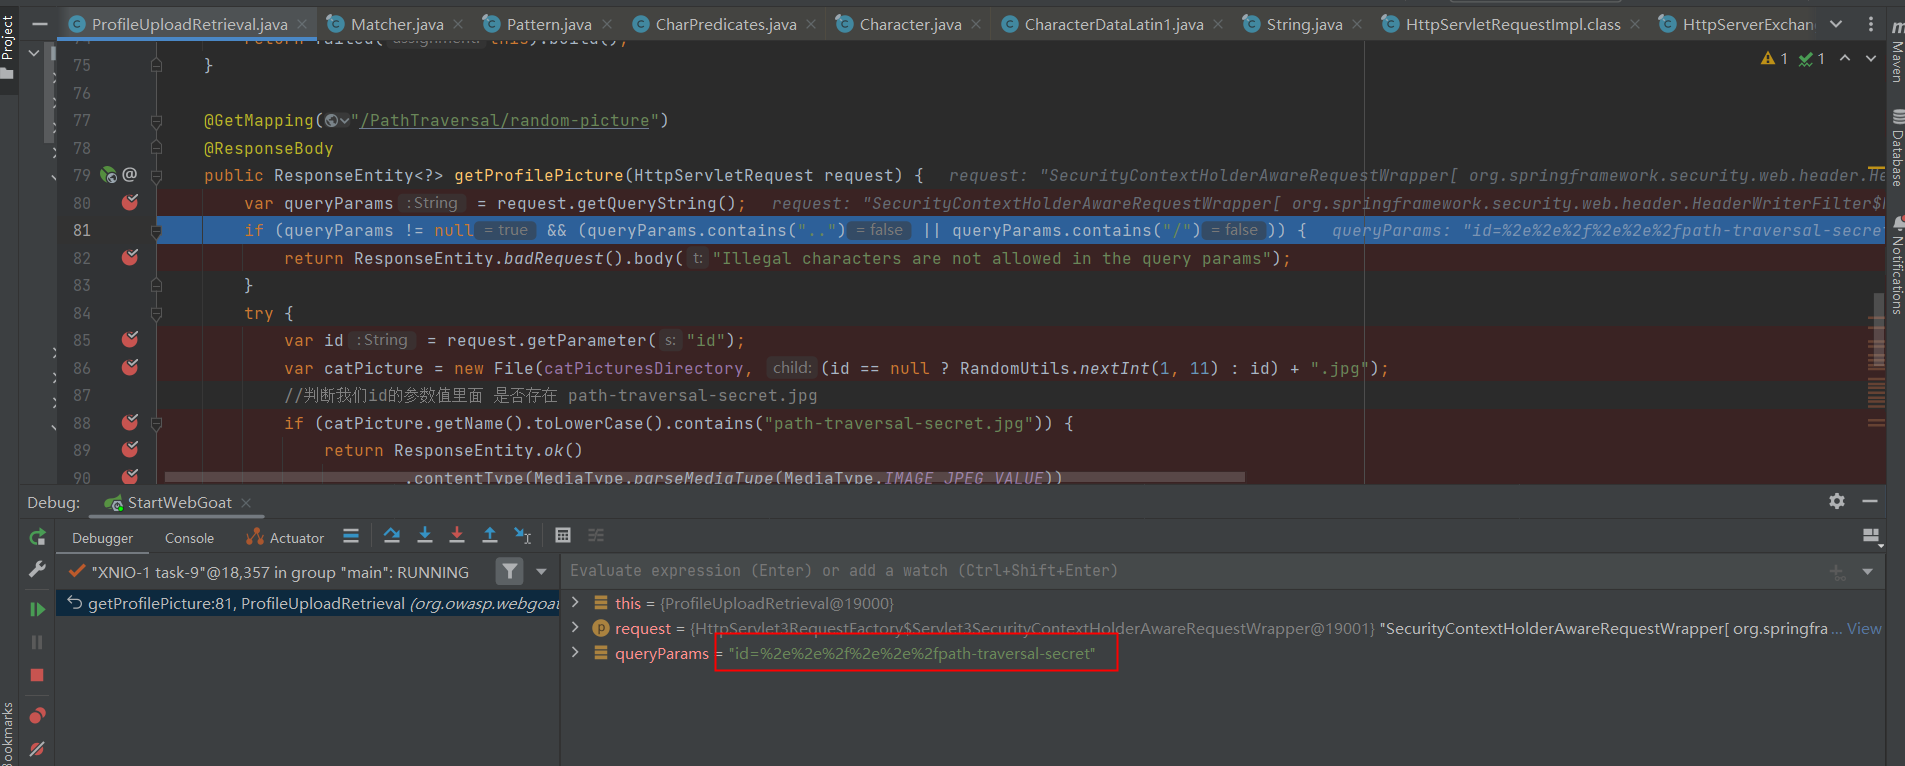 Project
ProfileUploadRetrieval.java
Matcher.java
Pattern.java
CharPredicates.java
Character.java
CharacterDataLatin1.java
String.java
HttpServletRequestImpl.class
HttpServerExchan
75 }
1 1
76
77 @GetMapping("/PathTraversal/random-picture")
78 @ResponseBody
79 public ResponseEntity<?> getProfilePicture(HttpServletRequest request) { request: "SecurityContextHolderAwareRequestWrapper[ org.springframework.security.web.header.He
80 var queryParams : String = request.getQueryString(); request: "SecurityContextHolderAwareRequestWrapper[ org.springframework.security.web.header.HeaderWriterFilter$
81 if (queryParams != null = true && (queryParams.contains("..") = false || queryParams.contains("/") = false )) { queryParams: "id=%2e%2e%2f%2e%2e%2fpath-traversal-secre
82 return ResponseEntity.badRequest().body( t: "Illegal characters are not allowed in the query params");
83 }
84 try {
85 var id : String = request.getParameter( s: "id");
86 var catPicture = new File(catPicturesDirectory, child: (id == null ? RandomUtils.nextInt(1, 11) : id) + ".jpg");
87 //判断我们id的参数值里面 是否存在 path-traversal-secret.jpg
88 if (catPicture.getName().toLowerCase().contains("path-traversal-secret.jpg")) {
89 return ResponseEntity.ok()
90 .contentType(MediaType.parseMediaType(MediaType.IMAGE_JPEG_VALUE))
Maven
Database
Notifications
Debug: StartWebGoat
Debugger Console Actuator
"XNIO-1 task-9"@18,357 in group "main": RUNNING
Evaluate expression (Enter) or add a watch (Ctrl+Shift+Enter)
getProfilePicture:81, ProfileUploadRetrieval (org.owasp.webgoat
this = {ProfileUploadRetrieval@19000}
request = {HttpServlet3RequestFactory$Servlet3SecurityContextHolderAwareRequestWrapper@19001} "SecurityContextHolderAwareRequestWrapper[ org.springfra ... View
queryParams = "id=%2e%2e%2f%2e%2e%2fpath-traversal-secret"
Bookmarks